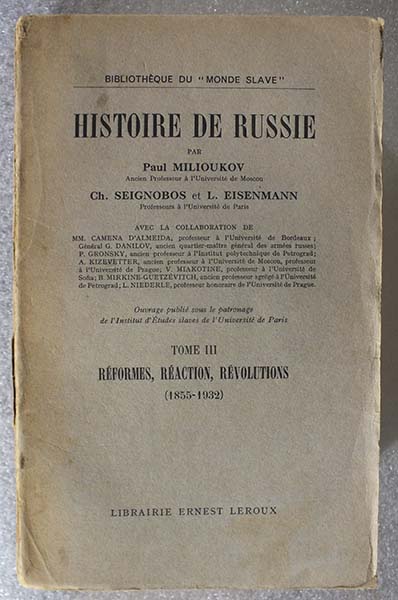 BIBLIOTHÈQUE DU "MONDE SLAVE"
HISTOIRE DE RUSSIE
PAR
Paul MILIOUKOV
Ancien Professeur à l'Université de Moscou
Ch. SEIGNOBOS et L. EISENMANN
Professeurs à l'Université de Paris
AVEC LA COLLABORATION DE
MM. CAMENA D'ALMEIDA, professeur à l'Université de Bordeaux ;
Général G. DANILOV, ancien quartier-maître général des armées russes;
P. GRONSKY, ancien professeur à l'Institut polytechnique de Petrograd;
A. KIZEVETTER, ancien professeur à l'Université de Moscou, professeur
à l'Université de Prague; V. MIAKOTINE, professeur à l'Université de
Sofia; B. MIRKINE-GUETZÉVITCH, ancien professeur agrégé à l'Université
de Petrograd; L. NIEDERLE, professeur honoraire de l'Université de Prague.
Ouvrage publié sous le patronage
de l'Institut d'Études slaves de l'Université de Paris
TOME III
RÉFORMES, RÉACTION, RÉVOLUTIONS
(1855-1932)
LIBRAIRIE ERNEST LEROUX